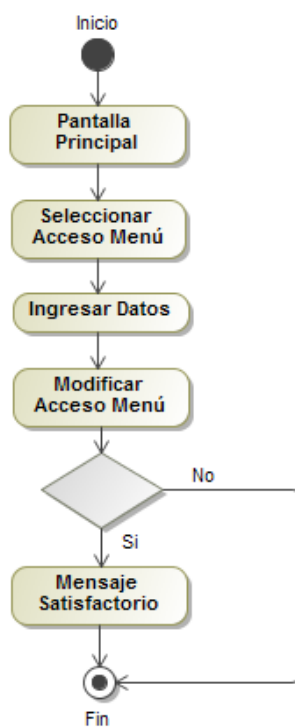 Inicio
Pantalla
Principal
Seleccionar
Acceso Menú
Ingresar Datos
Modificar
Acceso Menú
No
Si
Mensaje
Satisfactorio
Fin